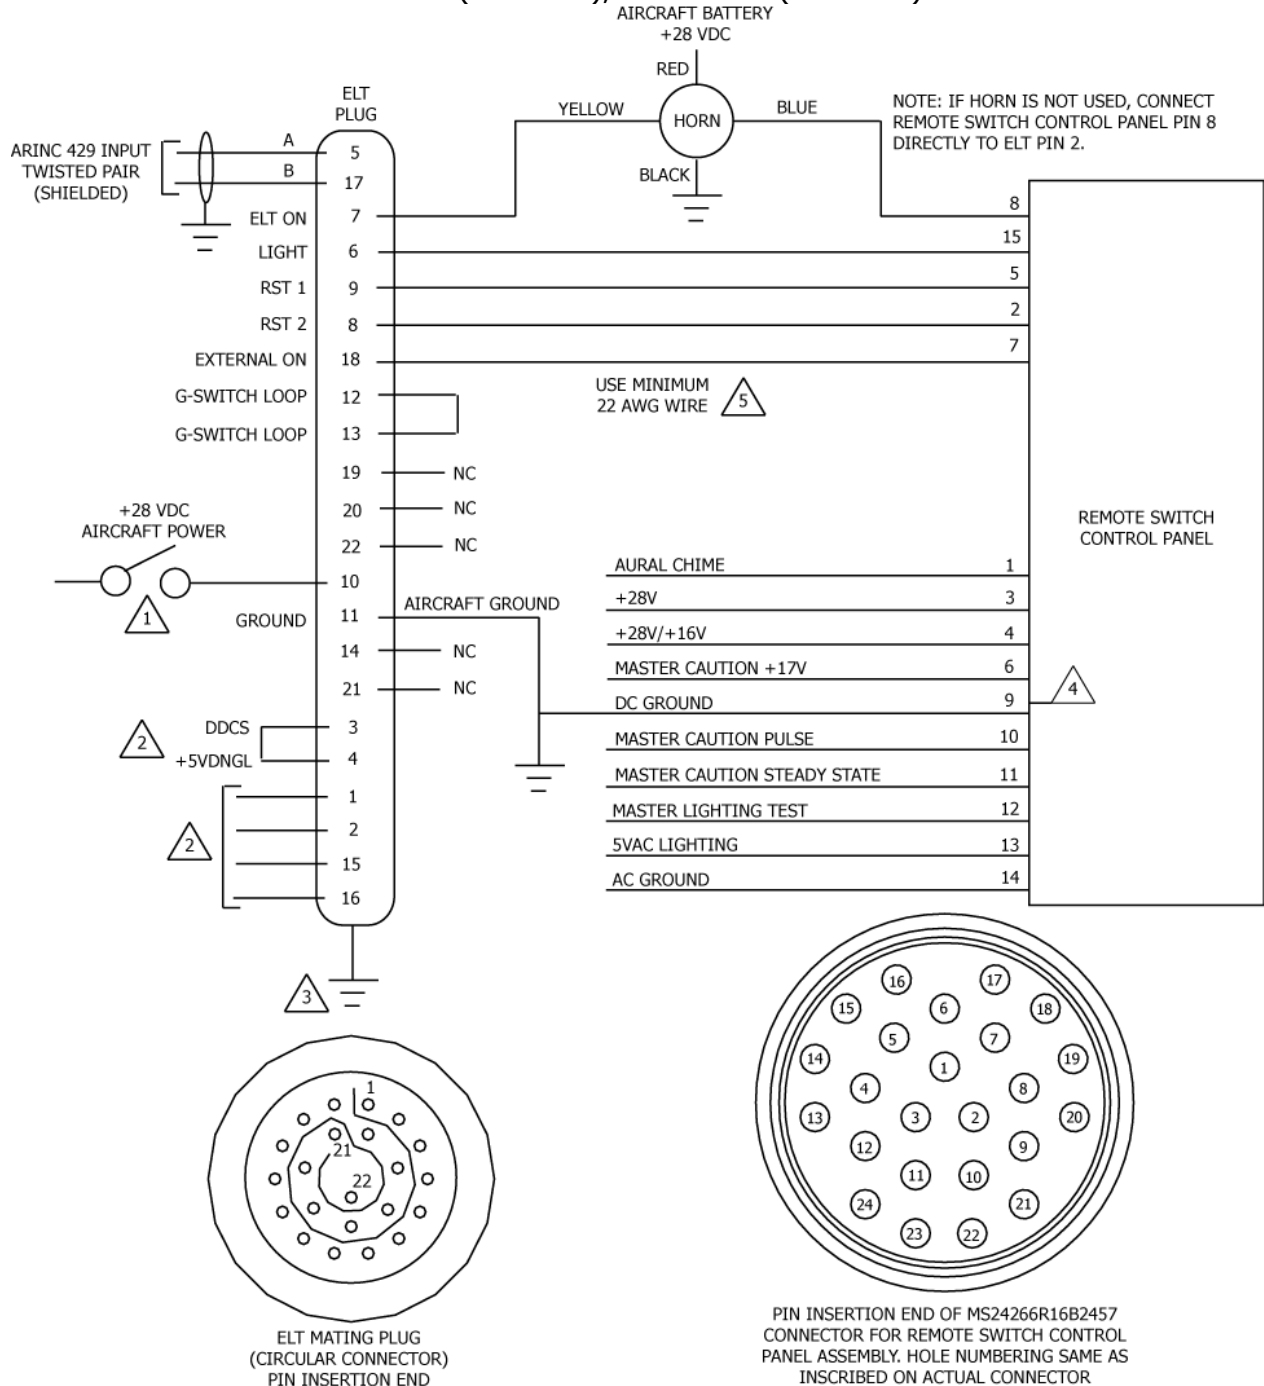 AIRCRAFT BATTERY
+28 VDC
RED
YELLOW
HORN
BLUE
BLACK
NOTE: IF HORN IS NOT USED, CONNECT
REMOTE SWITCH CONTROL PANEL PIN 8
DIRECTLY TO ELT PIN 2.
ELT
PLUG
ARINC 429 INPUT
TWISTED PAIR
(SHIELDED)
A
5
B
17
ELT ON
7
8
LIGHT
6
15
RST 1
9
5
RST 2
8
2
EXTERNAL ON
18
7
USE MINIMUM
22 AWG WIRE
5
G-SWITCH LOOP
12
G-SWITCH LOOP
13
19
NC
20
NC
22
NC
+28 VDC
AIRCRAFT POWER
1
10
GROUND
11
AIRCRAFT GROUND
14
NC
21
NC
2
DDCS
3
+5VDNGL
4
2
1
2
15
16
3
REMOTE SWITCH
CONTROL PANEL
AURAL CHIME
1
+28V
3
+28V/+16V
4
MASTER CAUTION +17V
6
DC GROUND
9
4
MASTER CAUTION PULSE
10
MASTER CAUTION STEADY STATE
11
MASTER LIGHTING TEST
12
5VAC LIGHTING
13
AC GROUND
14
1
21
22
ELT MATING PLUG
(CIRCULAR CONNECTOR)
PIN INSERTION END
16
17
15
6
18
5
7
14
1
19
4
8
13
3
2
20
12
9
11
10
24
21
23
22
PIN INSERTION END OF MS24266R16B2457
CONNECTOR FOR REMOTE SWITCH CONTROL
PANEL ASSEMBLY. HOLE NUMBERING SAME AS
INSCRIBED ON ACTUAL CONNECTOR